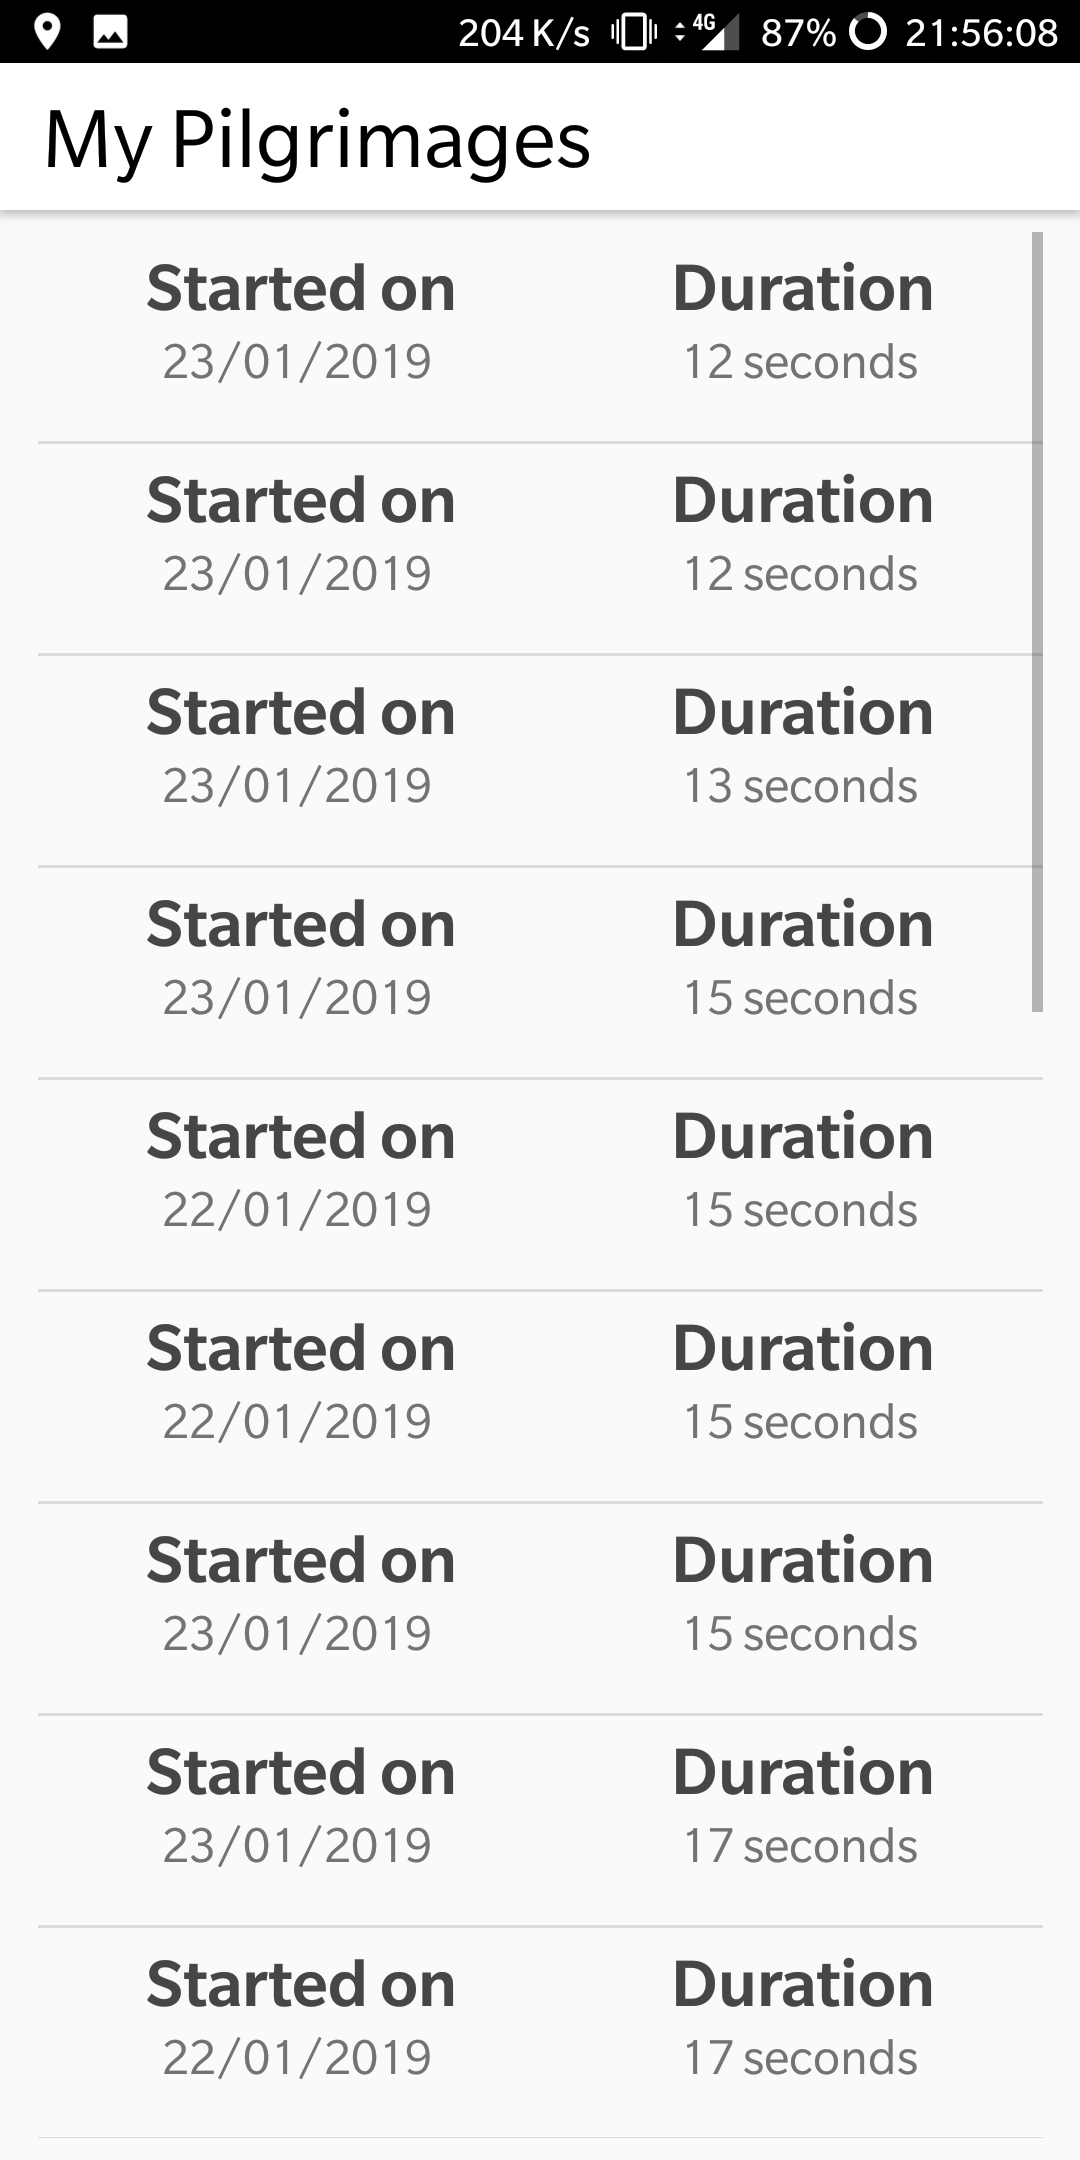 204 K/s 4G 87% 21:56:08
My Pilgrimages
Started on Duration
23/01/2019 12 seconds
Started on Duration
23/01/2019 12 seconds
Started on Duration
23/01/2019 13 seconds
Started on Duration
23/01/2019 15 seconds
Started on Duration
22/01/2019 15 seconds
Started on Duration
22/01/2019 15 seconds
Started on Duration
23/01/2019 15 seconds
Started on Duration
23/01/2019 17 seconds
Started on Duration
22/01/2019 17 seconds